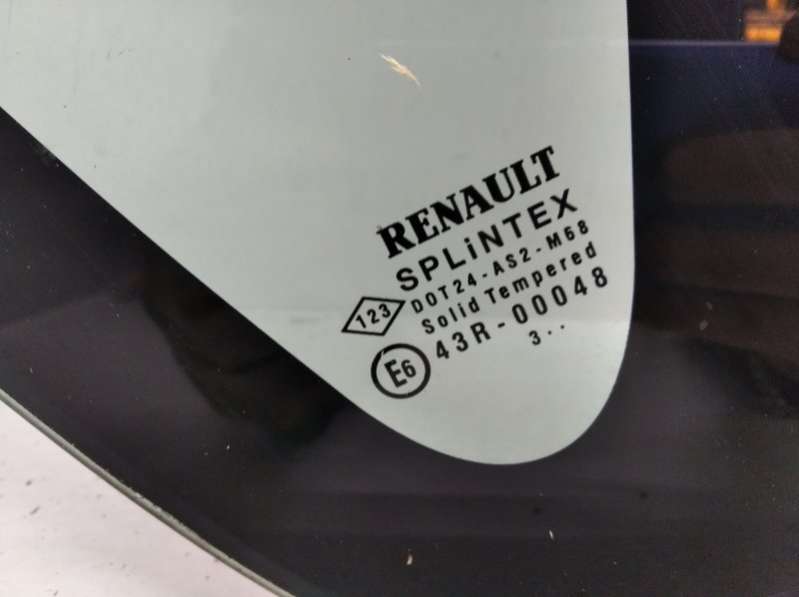 RENAULT
SPLiNTEX
DOT24-AS2-M68
123 Solid Tempered
E6 43R-00048
3..